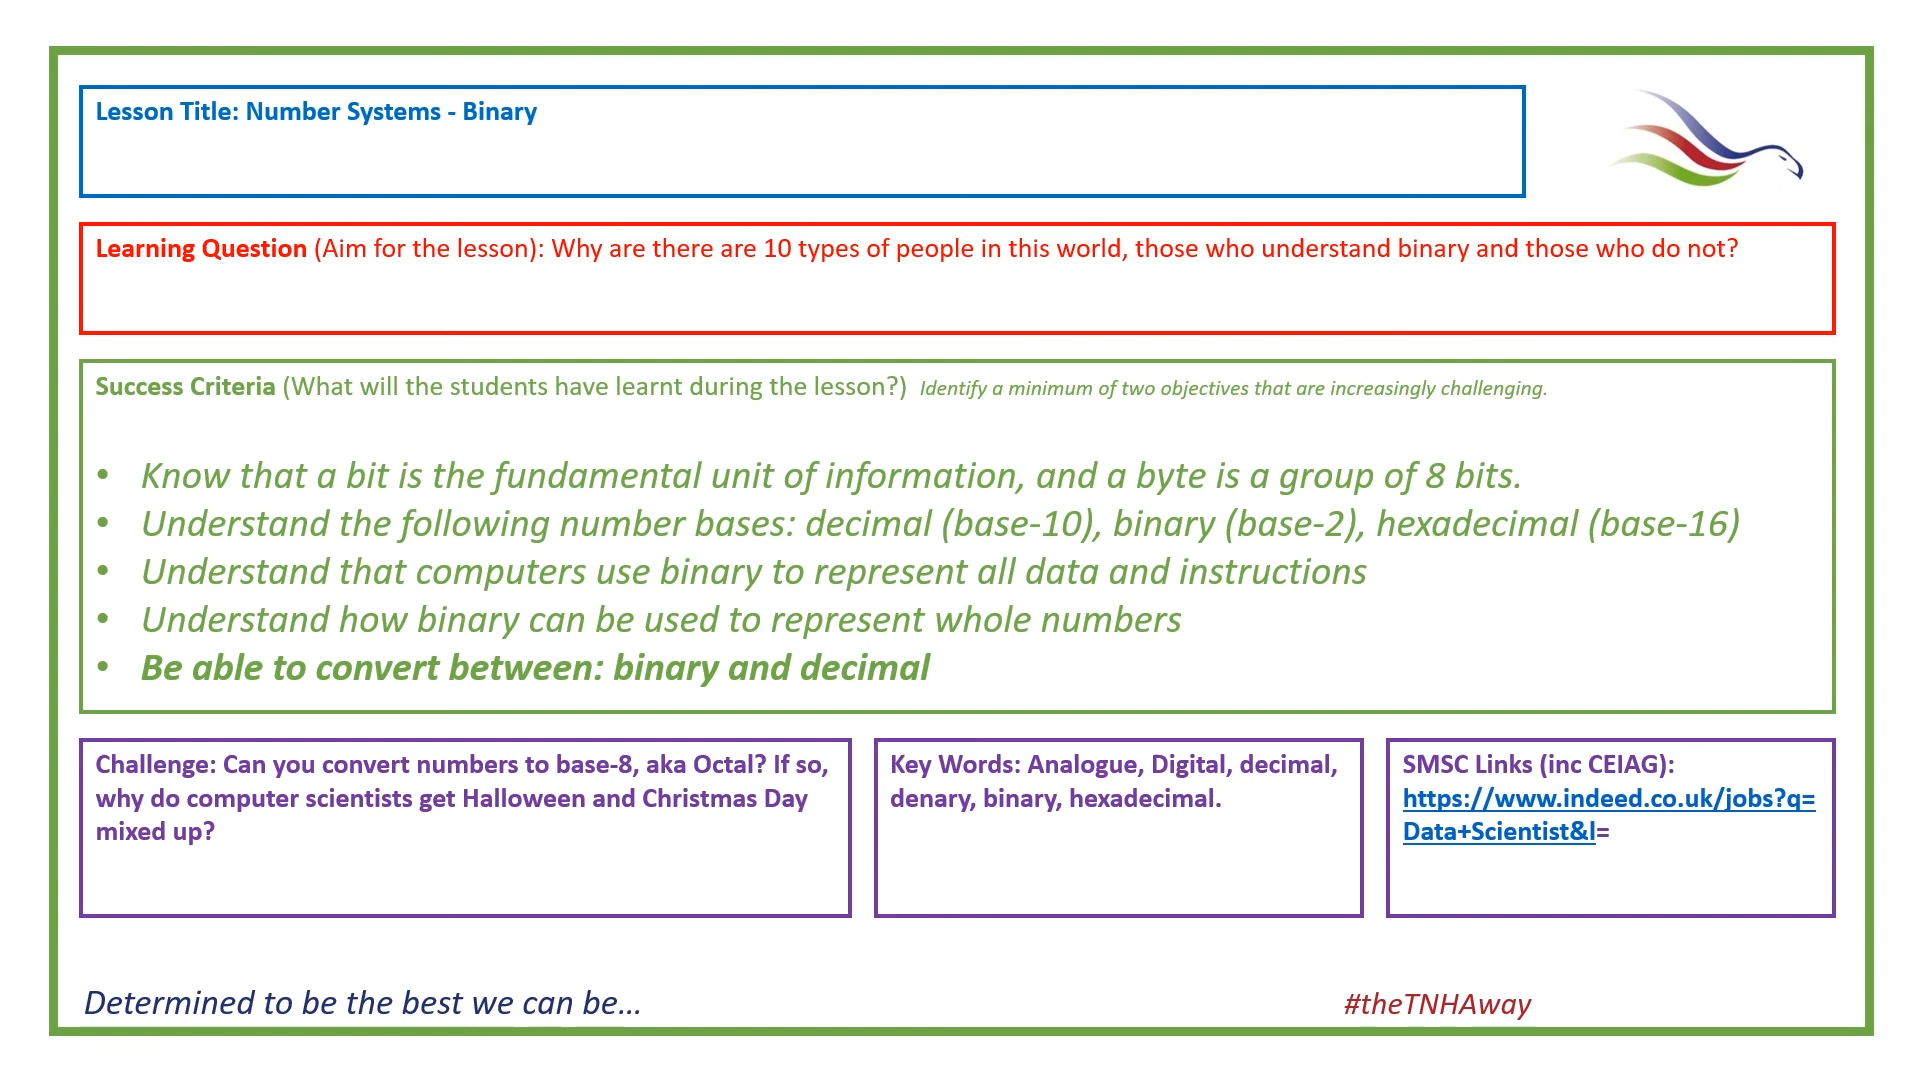 Lesson Title: Number Systems - Binary
Learning Question (Aim for the lesson): Why are there are 10 types of people in this world, those who understand binary and those who do not?
Success Criteria (What will the students have learnt during the lesson?) Identify a minimum of two objectives that are increasingly challenging.
• Know that a bit is the fundamental unit of information, and a byte is a group of 8 bits.
• Understand the following number bases: decimal (base-10), binary (base-2), hexadecimal (base-16)
• Understand that computers use binary to represent all data and instructions
• Understand how binary can be used to represent whole numbers
• Be able to convert between: binary and decimal
Challenge: Can you convert numbers to base-8, aka Octal? If so,
why do computer scientists get Halloween and Christmas Day
mixed up?
Key Words: Analogue, Digital, decimal,
denary, binary, hexadecimal.
SMSC Links (inc CEIAG):
https://www.indeed.co.uk/jobs?q=
Data+Scientist&l=
Determined to be the best we can be...
#theTNHAway